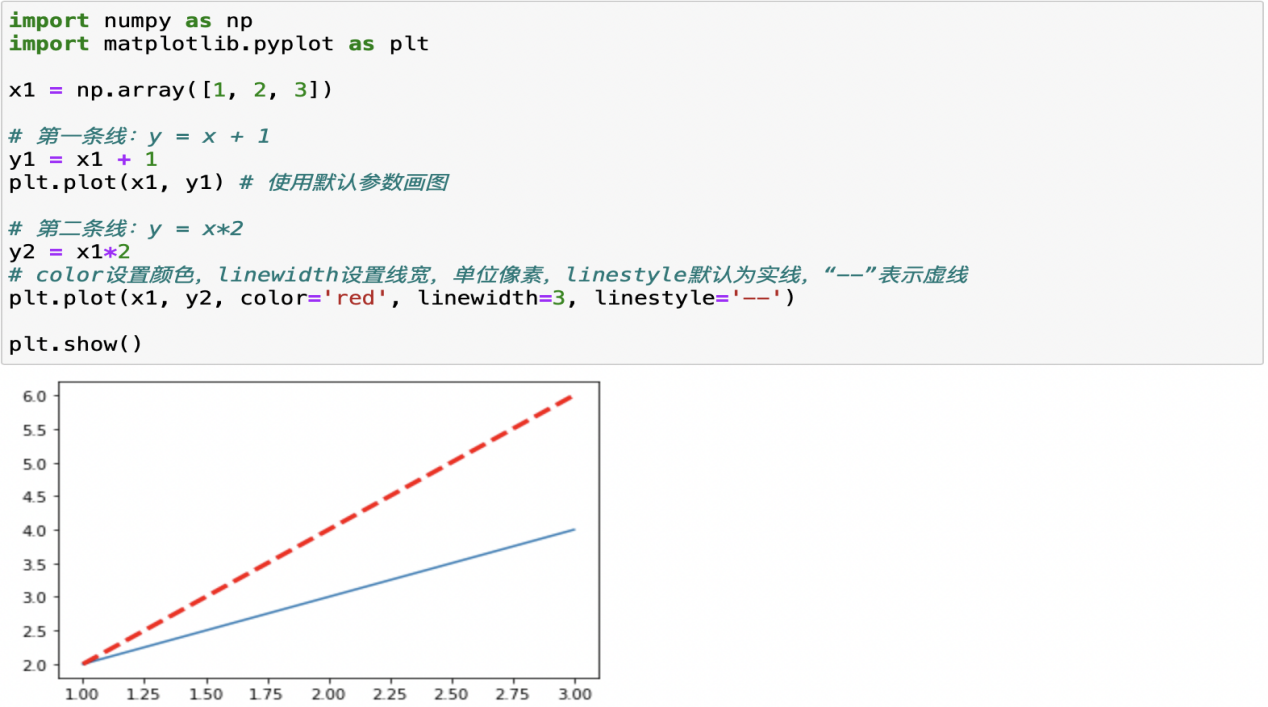 import numpy as np
import matplotlib.pyplot as plt
x1 = np.array([1, 2, 3])
# 第一条线：y = x + 1
y1 = x1 + 1
plt.plot(x1, y1) # 使用默认参数画图
# 第二条线：y = x*2
y2 = x1*2
# color设置颜色，linewidth设置线宽，单位像素，linestyle默认为实线，“--”表示虚线
plt.plot(x1, y2, color='red', linewidth=3, linestyle='--')
plt.show()
6.0
5.5
5.0
4.5
4.0
3.5
3.0
2.5
2.0
1.00 1.25 1.50 1.75 2.00 2.25 2.50 2.75 3.00